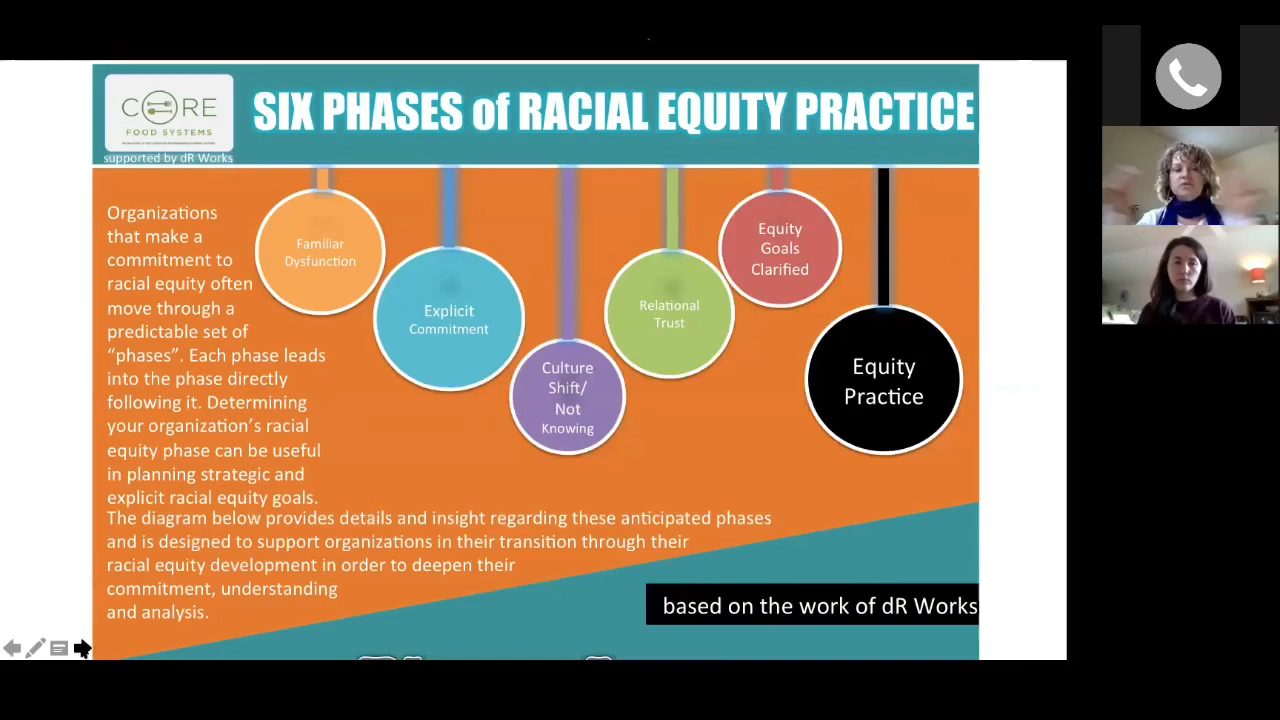 CORE
FOOD SYSTEMS
supported by dR Works
SIX PHASES of RACIAL EQUITY PRACTICE
Organizations
that make a
commitment to
racial equity often
move through a
predictable set of
“phases”. Each phase leads
into the phase directly
following it. Determining
your organization’s racial
equity phase can be useful
in planning strategic and
explicit racial equity goals.
The diagram below provides details and insight regarding these anticipated phases
and is designed to support organizations in their transition through their
racial equity development in order to deepen their
commitment, understanding
and analysis.
Familiar
Dysfunction
Explicit
Commitment
Culture
Shift/
Not
Knowing
Relational
Trust
Equity
Goals
Clarified
Equity
Practice
based on the work of dR Works